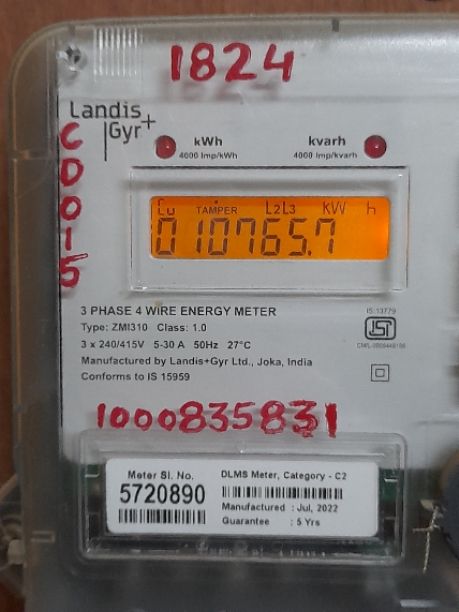 1824
Landis
Gyr+
C
D
0
1
5
kWh
4000 Imp/kWh
kvarh
4000 Imp/kvarh
Cu TAMPER L2L3 KW h
010765.7
3 PHASE 4 WIRE ENERGY METER
Type: ZMI310 Class: 1.0
3 x 240/415V 5-30 A 50Hz 27°C
Manufactured by Landis+Gyr Ltd., Joka, India
Conforms to IS 15959
IS:13779
ISI
1000835831
Meter Sl. No.
5720890
DLMS Meter, Category - C2
Manufactured : Jul, 2022
Guarantee : 5 Yrs